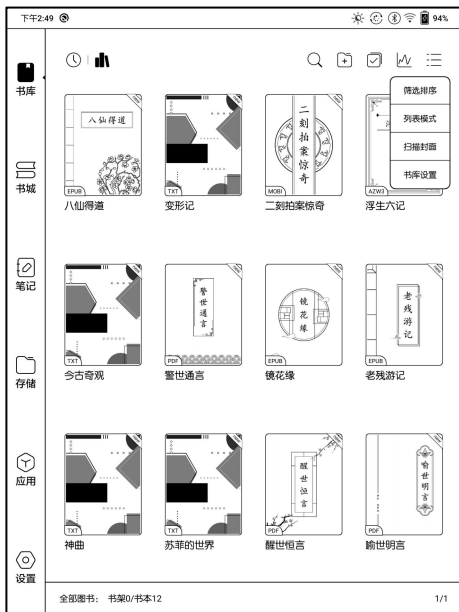 下午2:49
94%
书库
书城
笔记
存储
应用
设置
筛选排序
列表模式
扫描封面
书库设置
八仙得道
EPUB
八仙得道
TXT
变形记
二刻拍案惊奇
MOBI
二刻拍案惊奇
AZW3
浮生六记
TXT
今古奇观
警世通言
PDF
警世通言
镜花缘
EPUB
镜花缘
老残游记
EPUB
老残游记
TXT
神曲
TXT
苏菲的世界
醒世恒言
PDF
醒世恒言
喻世明言
PDF
喻世明言
全部图书： 书架0/书本12
1/1